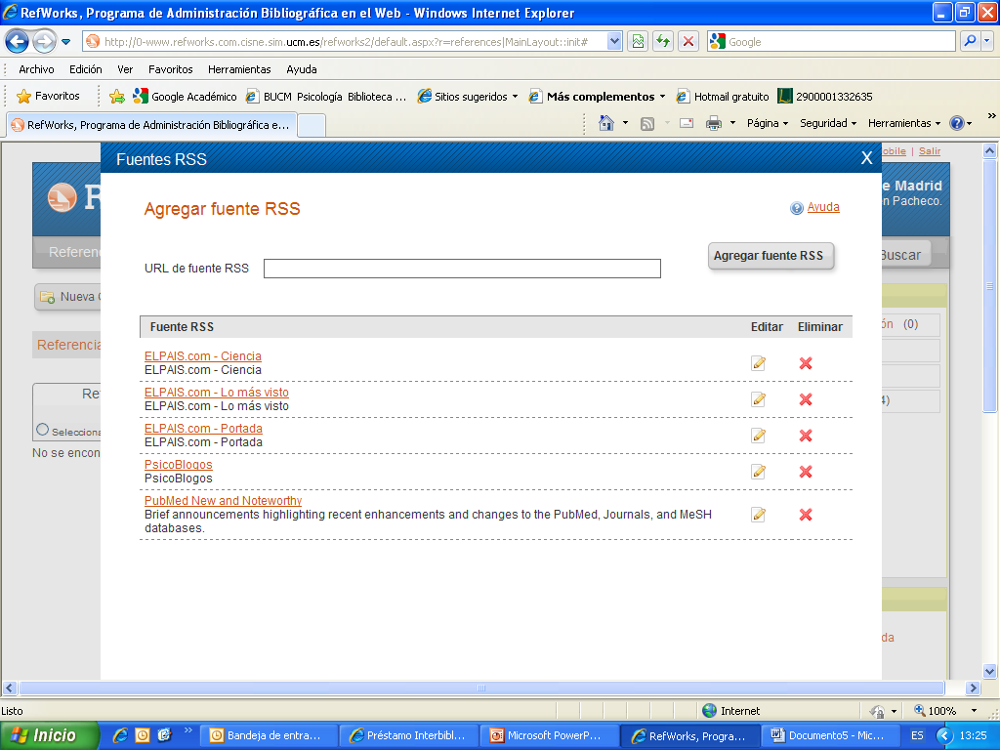 RefWorks, Programa de Administración Bibliográfica en el Web - Windows Internet Explorer
http://0-www.refworks.com.cisne.sim.ucm.es/refworks2/default.aspx?r=references|MainLayout::init#
Google
Archivo Edición Ver Favoritos Herramientas Ayuda
Favoritos Google Académico BUCM Psicología Biblioteca ... Sitios sugeridos Más complementos Hotmail gratuito 2900001332635
RefWorks, Programa de Administración Bibliográfica e... Página Seguridad Herramientas
obile | Salir
Fuentes RSS X
R
e Madrid
n Pacheco.
Agregar fuente RSS Ayuda
Referenc
Buscar
URL de fuente RSS Agregar fuente RSS
Nueva C
ón (0)
Fuente RSS Editar Eliminar
Referencia
ELPAIS.com - Ciencia
ELPAIS.com - Ciencia
ELPAIS.com - Lo más visto
ELPAIS.com - Lo más visto
Re
4)
ELPAIS.com - Portada
ELPAIS.com - Portada
Selecciona
No se encon
PsicoBlogos
PsicoBlogos
PubMed New and Noteworthy
Brief announcements highlighting recent enhancements and changes to the PubMed, Journals, and MeSH
databases.
da
Listo Internet 100%
Inicio Bandeja de entra... Préstamo Interbibl... Microsoft PowerP... RefWorks, Progra... Documento5 - Mic... ES 13:25